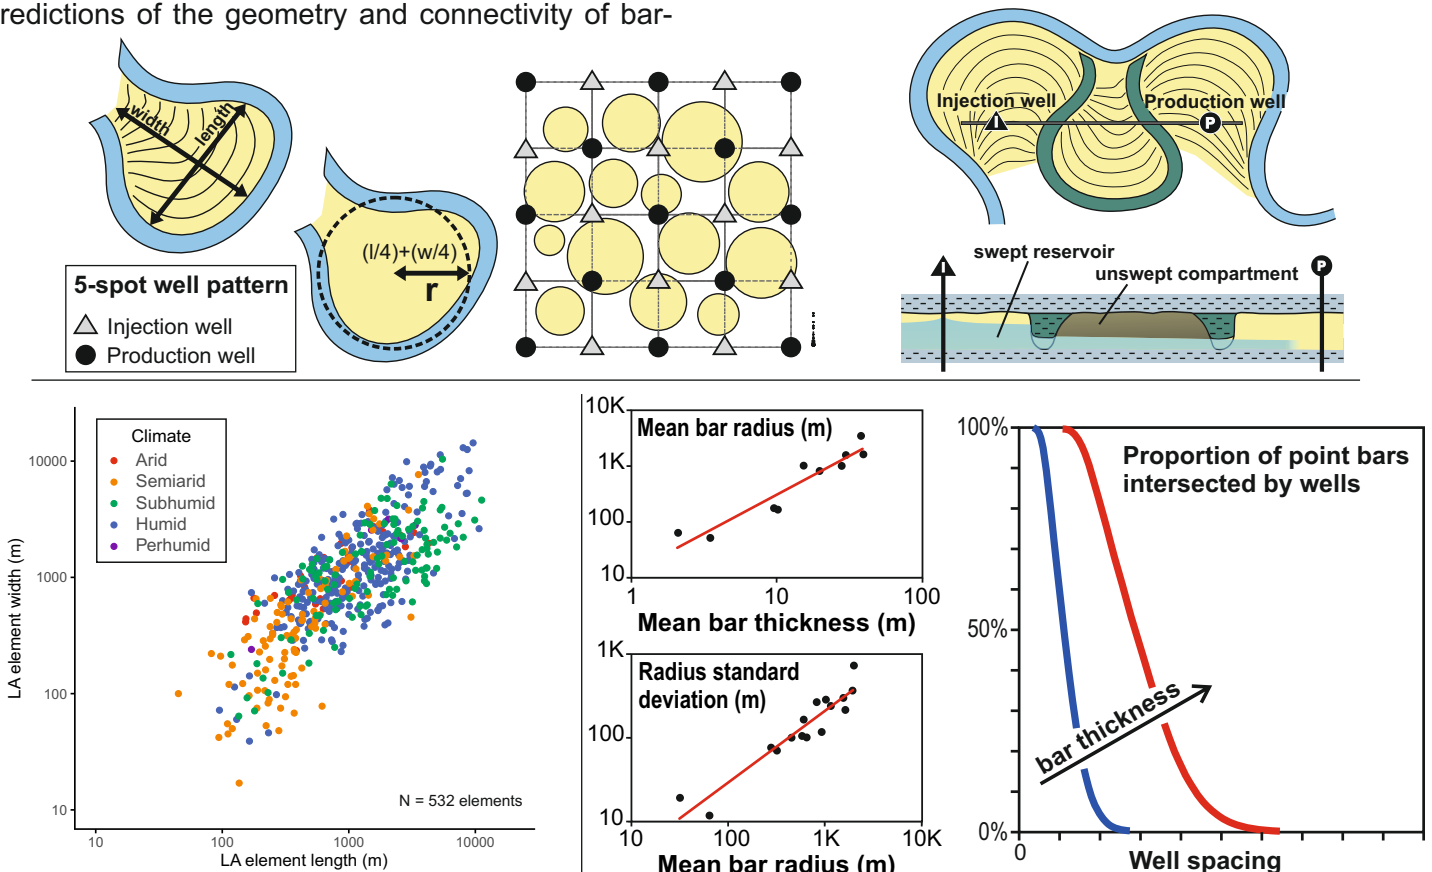 redictions of the geometry and connectivity of bar-
width
length
(l/4)+(w/4)
r
5-spot well pattern
Injection well
Production well
Injection well
Production well
I
P
swept reservoir
unswept compartment
I
P
Climate
Arid
Semiarid
Subhumid
Humid
Perhumid
LA element width (m)
10000
1000
100
10
N = 532 elements
10
100
1000
10000
LA element length (m)
Mean bar radius (m)
10K
1K
100
10
1
10
100
Mean bar thickness (m)
Radius standard
deviation (m)
1K
100
10
10
100
1K
10K
Mean bar radius (m)
Proportion of point bars
intersected by wells
100%
50%
0%
bar thickness
0
Well spacing